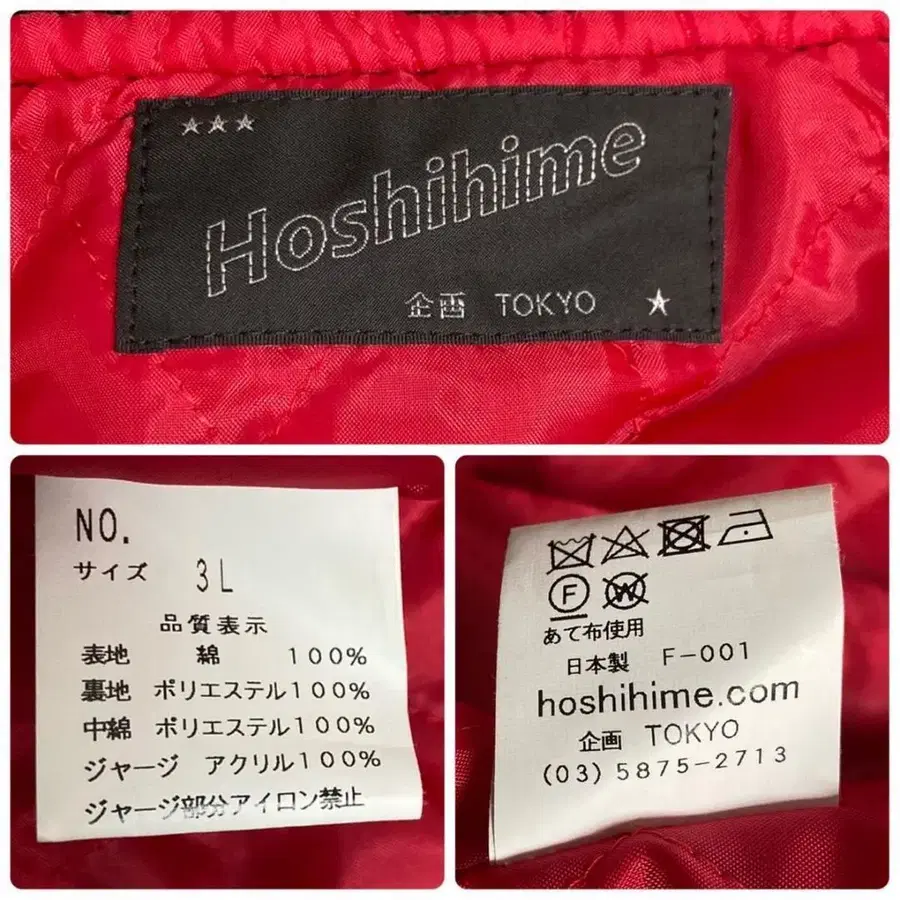 Hoshihime
企画 TOKYO
NO.
サイズ 3L
品質表示
表地 綿 100%
裏地 ポリエステル100%
中綿 ポリエステル100%
ジャージ アクリル100%
ジャージ部分アイロン禁止
F W
あて布使用
日本製 F-001
hoshihime.com
企画 TOKYO
(03)5875-2713